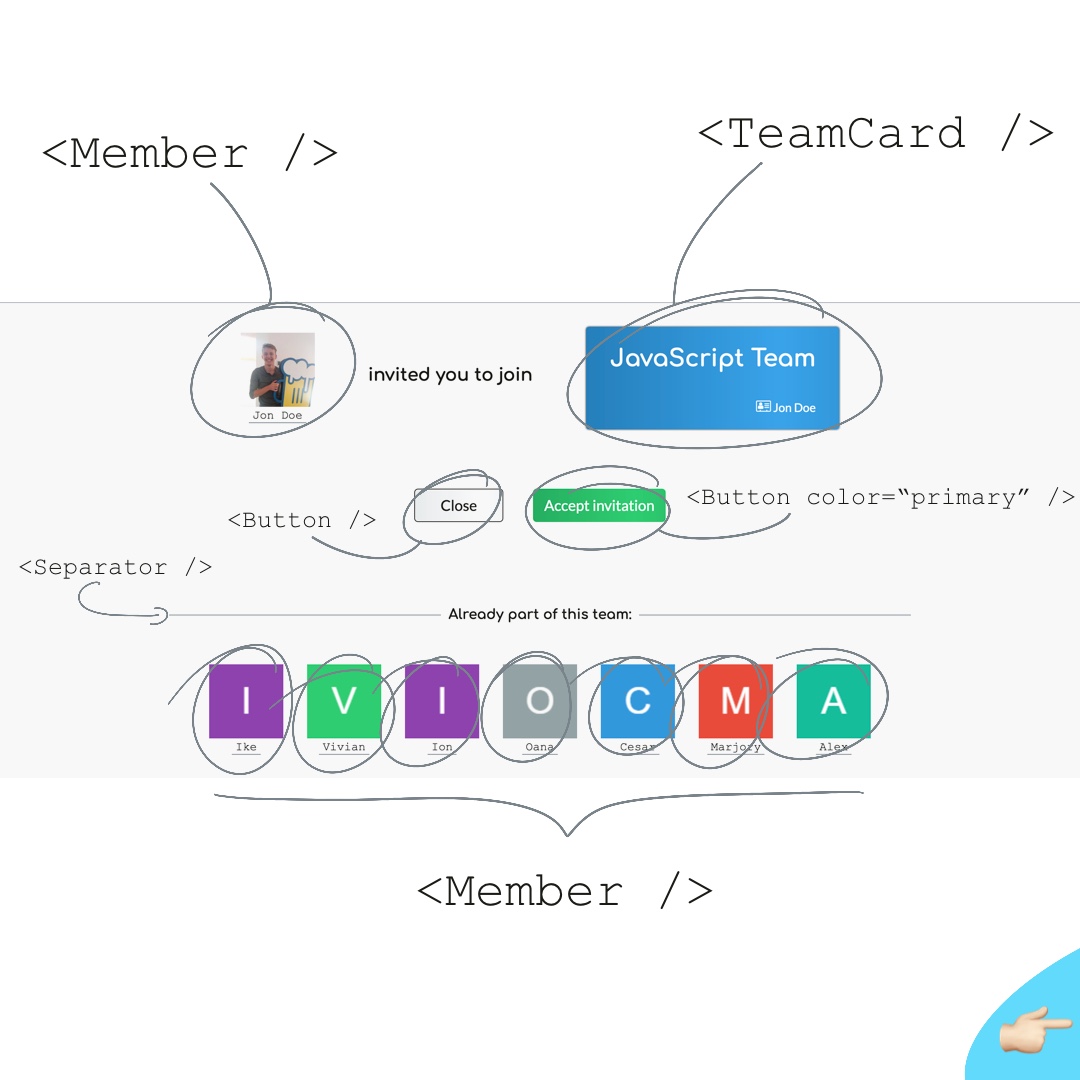 <Member />
<TeamCard />
Jon Doe
invited you to join
JavaScript Team
Jon Doe
<Button />
Close
Accept invitation
<Button color=“primary” />
<Separator />
Already part of this team:
I V I O C M A
Ike Vivian Ion Oana Cesar Marjory Alex
<Member />